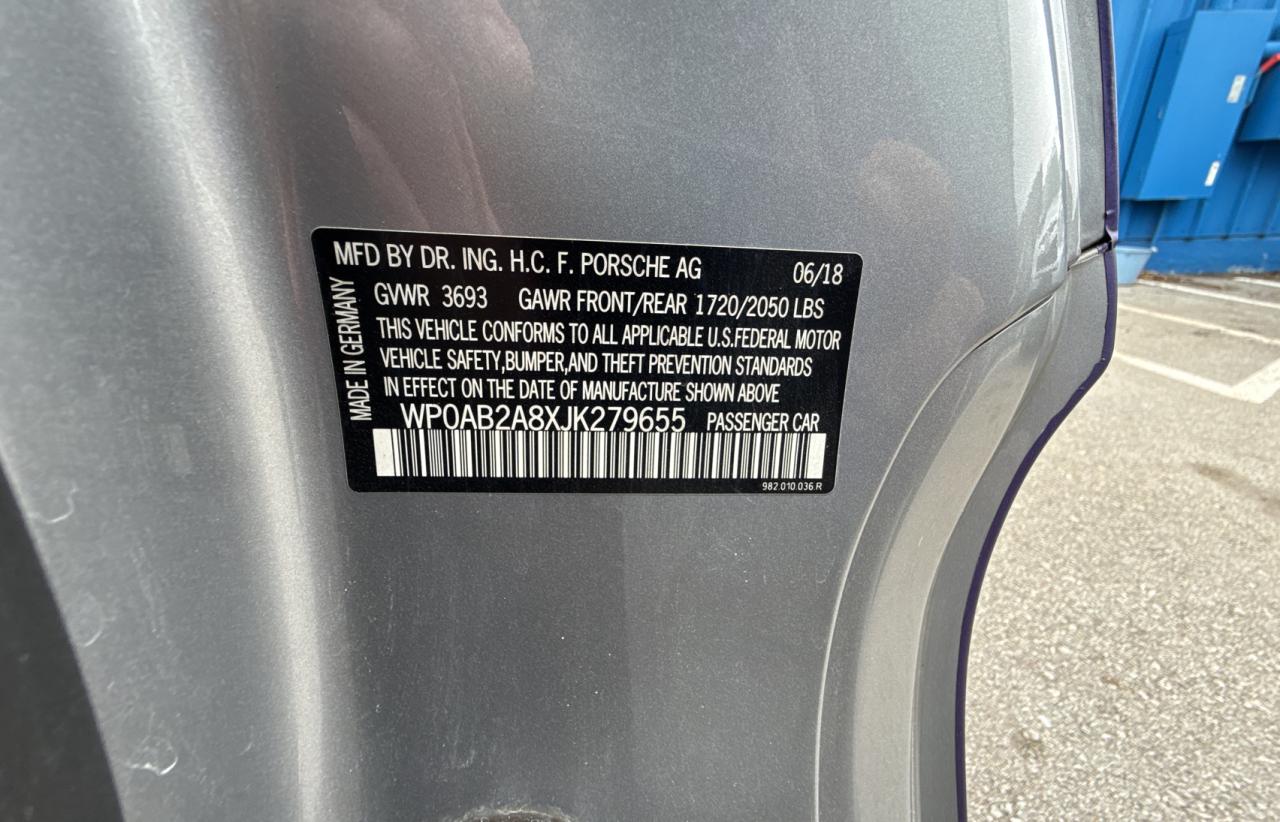 MFD BY DR. ING. H.C. F. PORSCHE AG 06/18
GVWR 3693 GAWR FRONT/REAR 1720/2050 LBS
THIS VEHICLE CONFORMS TO ALL APPLICABLE U.S.FEDERAL MOTOR
VEHICLE SAFETY,BUMPER,AND THEFT PREVENTION STANDARDS
IN EFFECT ON THE DATE OF MANUFACTURE SHOWN ABOVE
WP0AB2A8XJK279655 PASSENGER CAR
982.010.036.R
MADE IN GERMANY